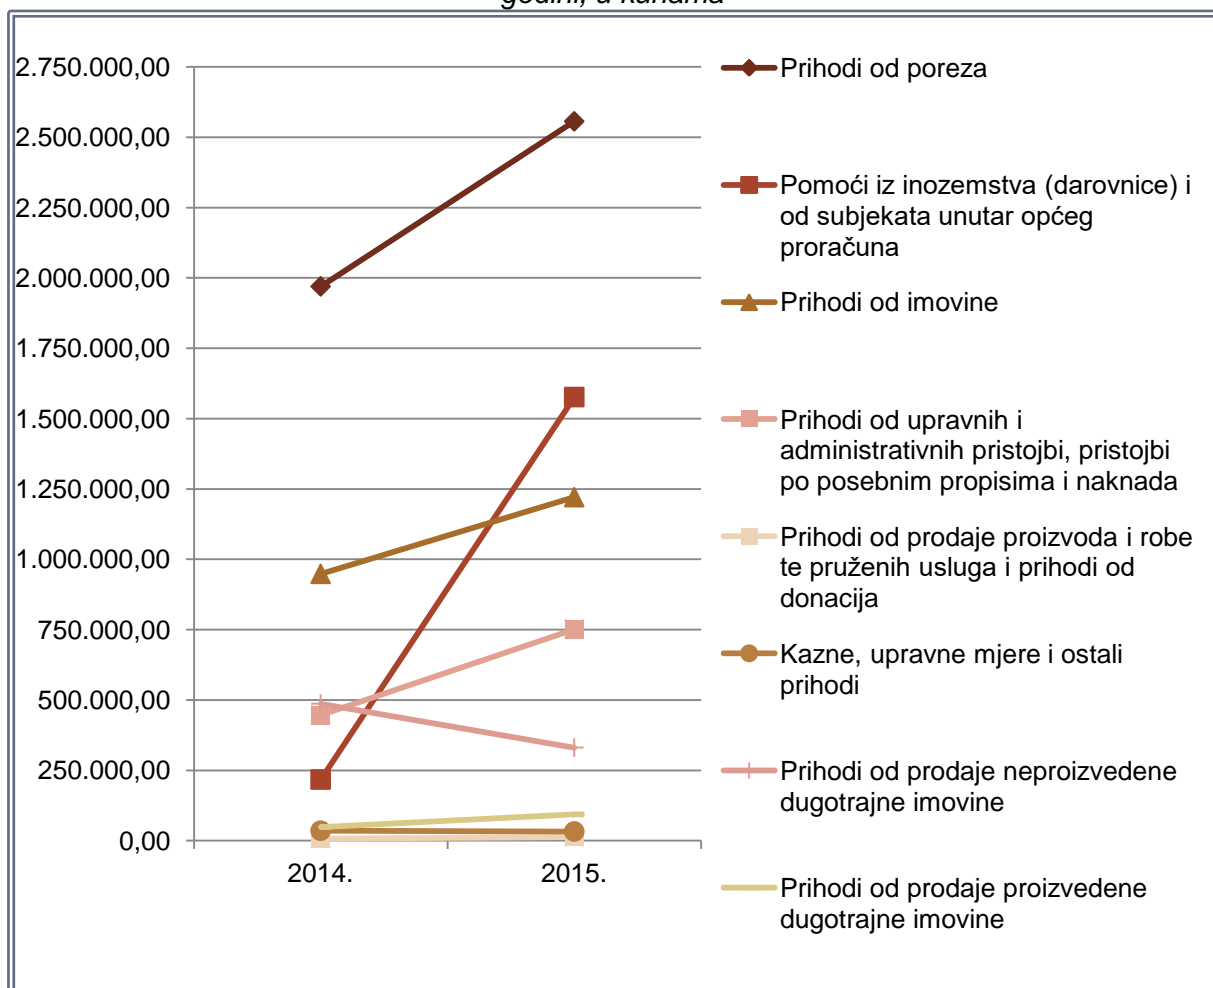 godini, u kunama
2.750.000,00
2.500.000,00
2.250.000,00
2.000.000,00
1.750.000,00
1.500.000,00
1.250.000,00
1.000.000,00
750.000,00
500.000,00
250.000,00
0,00
2014.
2015.
Prihodi od poreza
Pomoći iz inozemstva (darovnice) i
od subjekata unutar općeg
proračuna
Prihodi od imovine
Prihodi od upravnih i
administrativnih pristojbi, pristojbi
po posebnim propisima i naknada
Prihodi od prodaje proizvoda i robe
te pruženih usluga i prihodi od
donacija
Kazne, upravne mjere i ostali
prihodi
Prihodi od prodaje neproizvedene
dugotrajne imovine
Prihodi od prodaje proizvedene
dugotrajne imovine